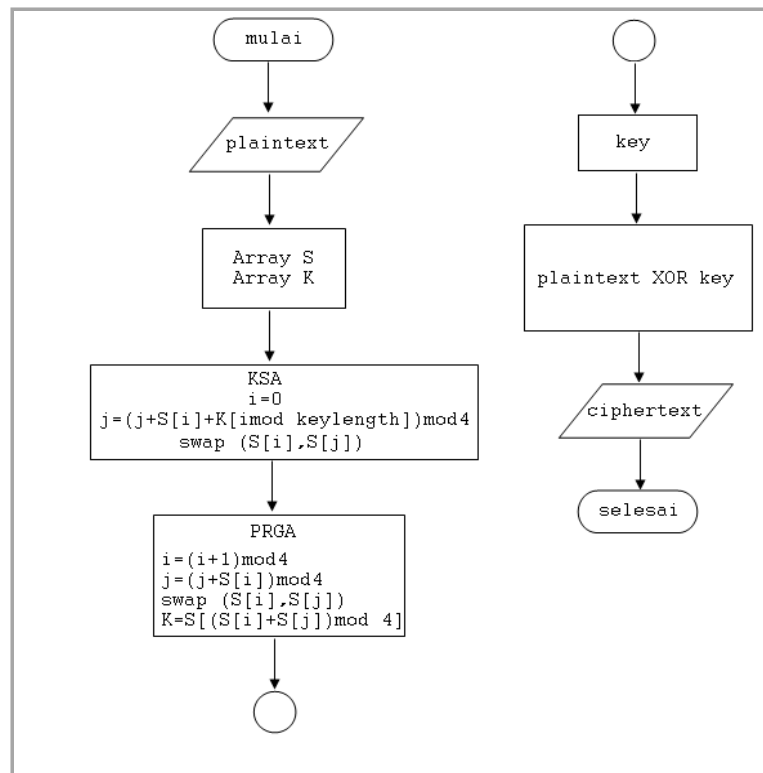 mulai
plaintext
Array S
Array K
KSA
i=0
j=(j+S[i]+K[imod keylength])mod4
swap (S[i],S[j])
PRGA
i=(i+1)mod4
j=(j+S[i])mod4
swap (S[i],S[j])
K=S[(S[i]+S[j])mod 4]
key
plaintext XOR key
ciphertext
selesai